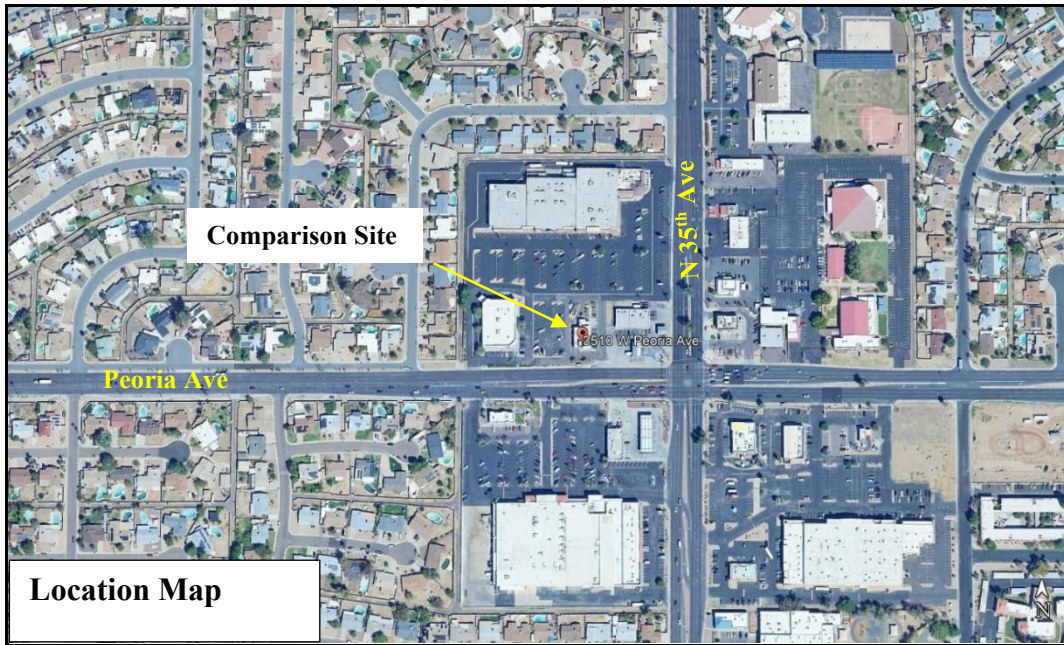 N 35th Ave
Comparison Site
3510 W Peoria Ave
Peoria Ave
Location Map
N